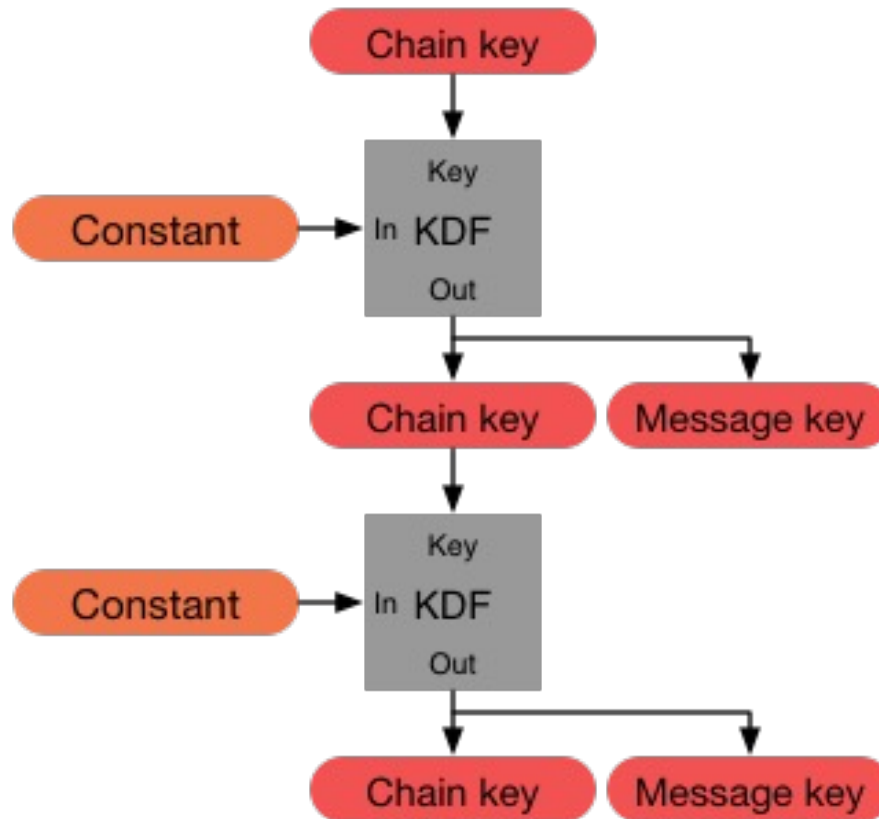 Chain key
Key
Constant
In KDF
Out
Chain key
Message key
Key
Constant
In KDF
Out
Chain key
Message key